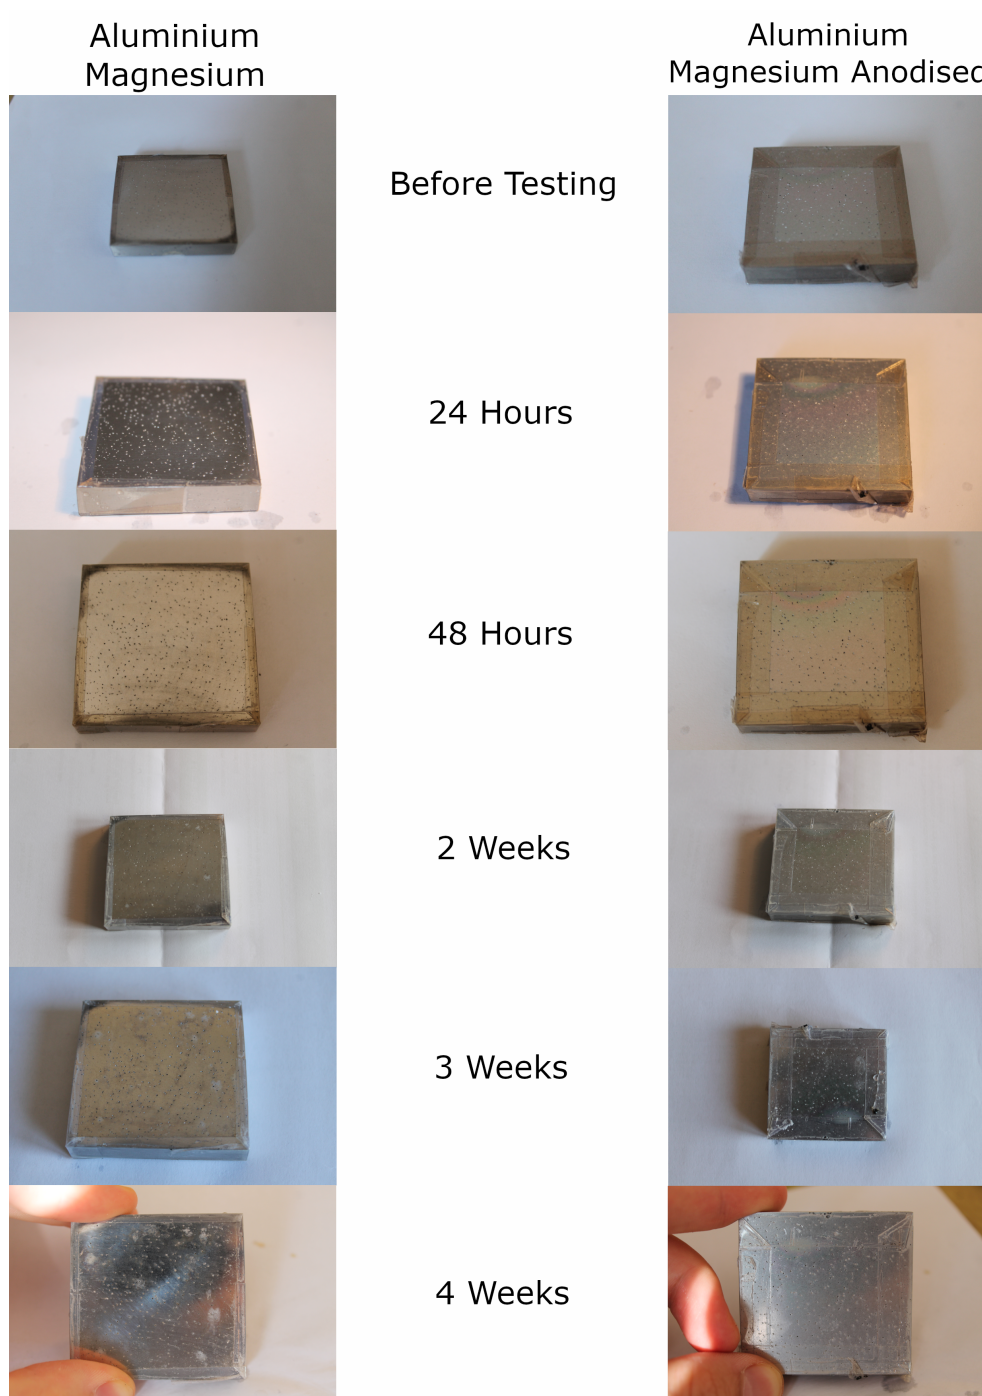 Aluminium
Magnesium
Aluminium
Magnesium Anodised
Before Testing
24 Hours
48 Hours
2 Weeks
3 Weeks
4 Weeks